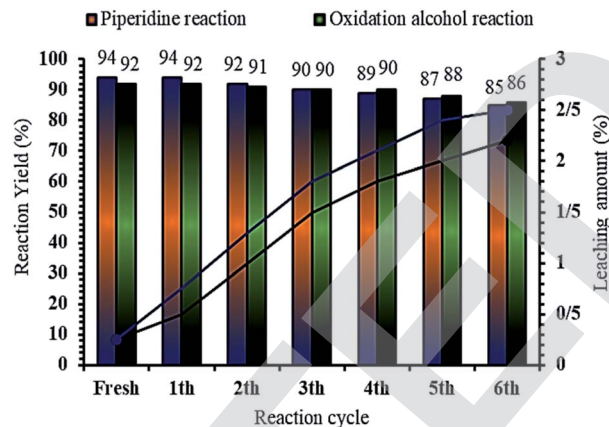 Piperidine reaction Oxidation alcohol reaction
100 94 92 94 92 92 91 90 90 89 90 87 88 85 86 3
90
80 2/5
70
60 2
50 1/5
40
30 1
20 0/5
10
0 0
Reaction Yield (%)
Leaching amount (%)
Fresh 1th 2th 3th 4th 5th 6th
Reaction cycle